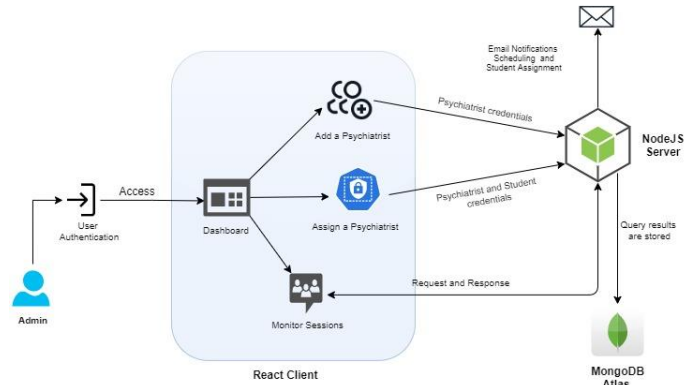 Email Notifications
Scheduling and
Student Assignment
Psychiatrist credentials
Add a Psychiatrist
NodeJS
Server
Access
Psychiatrist and Student
credentials
User
Authentication
Dashboard
Assign a Psychiatrist
Query results
are stored
Request and Response
Admin
Monitor Sessions
React Client
MongoDB
Atlas